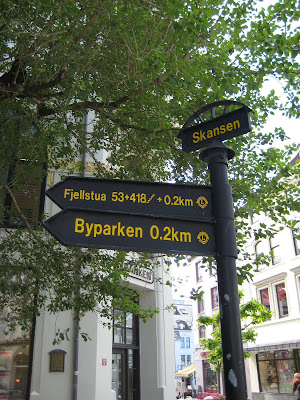 Skansen
Fjellstua 53+418 + 0.2km
Byparken 0.2km